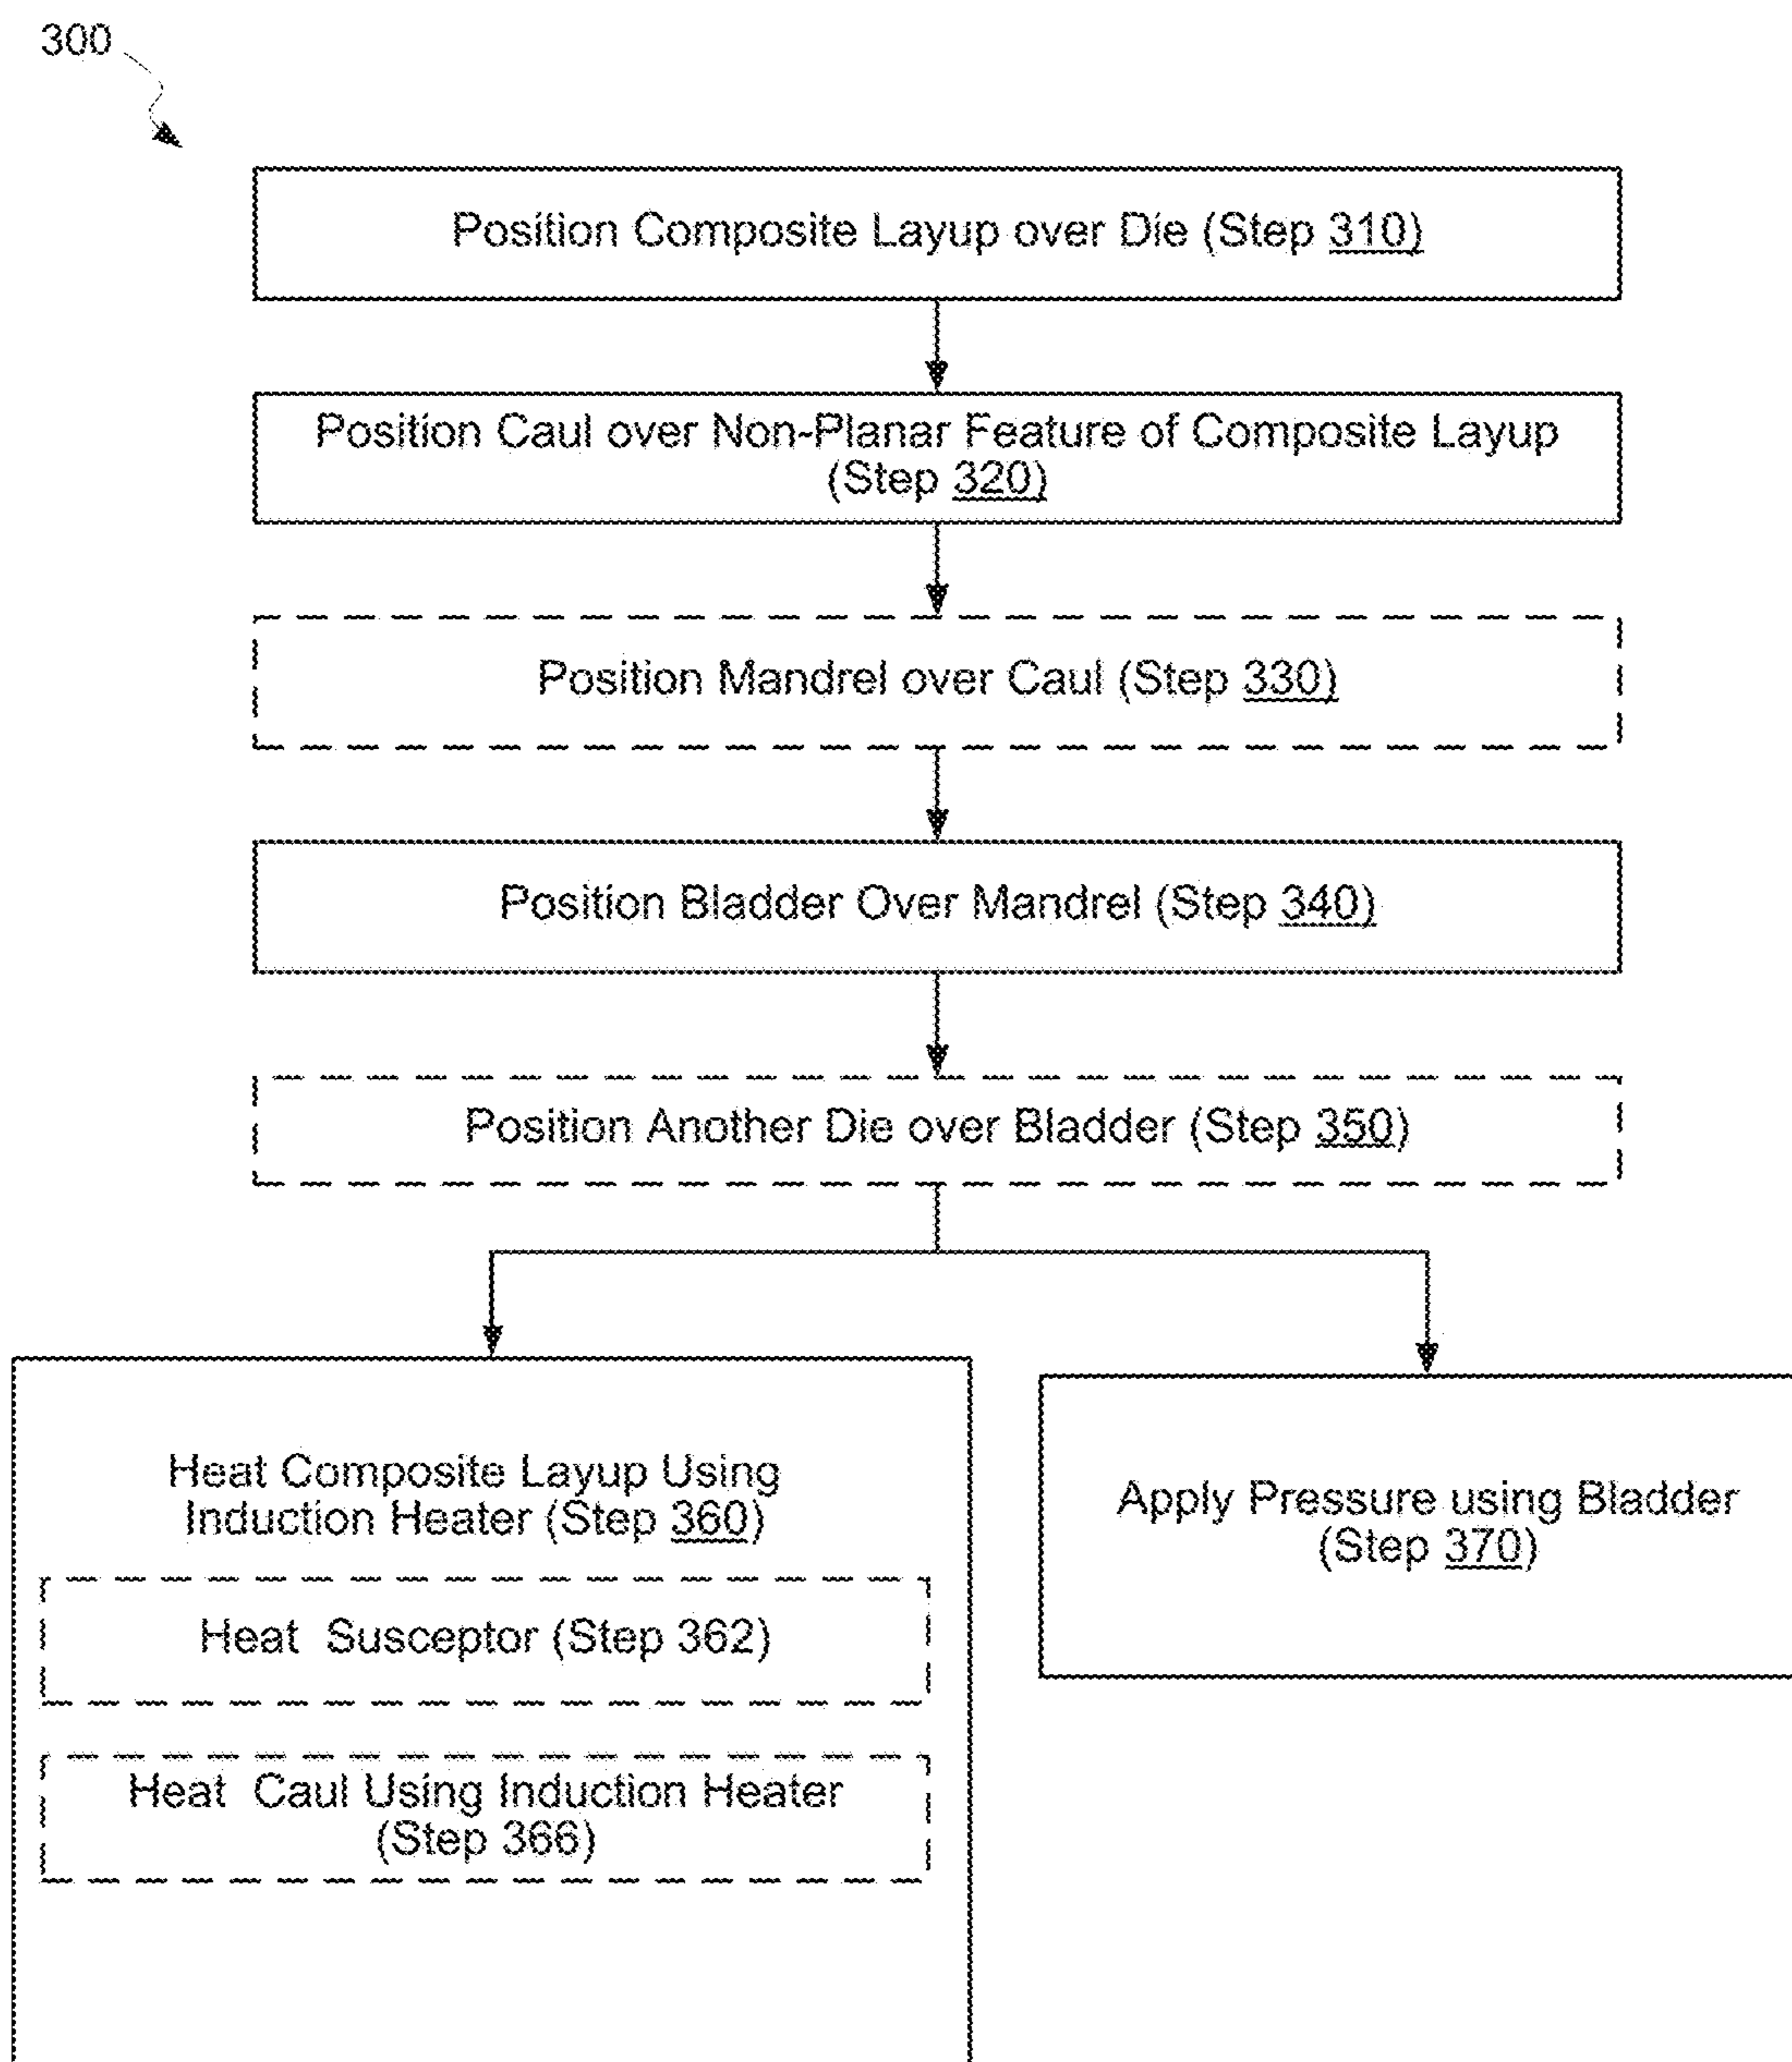 300
Position Composite Layup over Die (Step 310)
Position Caul over Non-Planar Feature of Composite Layup
(Step 320)
Position Mandrel over Caul (Step 330)
Position Bladder Over Mandrel (Step 340)
Position Another Die over Bladder (Step 350)
Heat Composite Layup Using
Induction Heater (Step 360)
Heat Susceptor (Step 362)
Heat Caul Using Induction Heater
(Step 366)
Apply Pressure using Bladder
(Step 370)